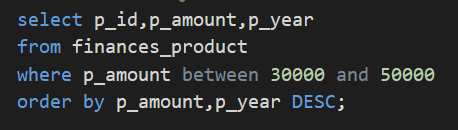 select p_id,p_amount,p_year
from finances_product
where p_amount between 30000 and 50000
order by p_amount,p_year DESC;